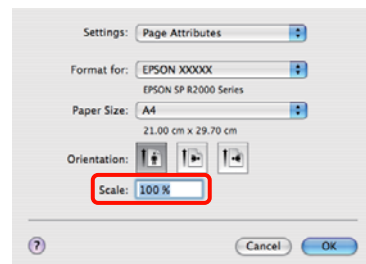 Settings: Page Attributes
Format for: EPSON XXXXX
EPSON SP R2000 Series
Paper Size: A4
21.00 cm x 29.70 cm
Orientation:
Scale: 100 %
? Cancel OK